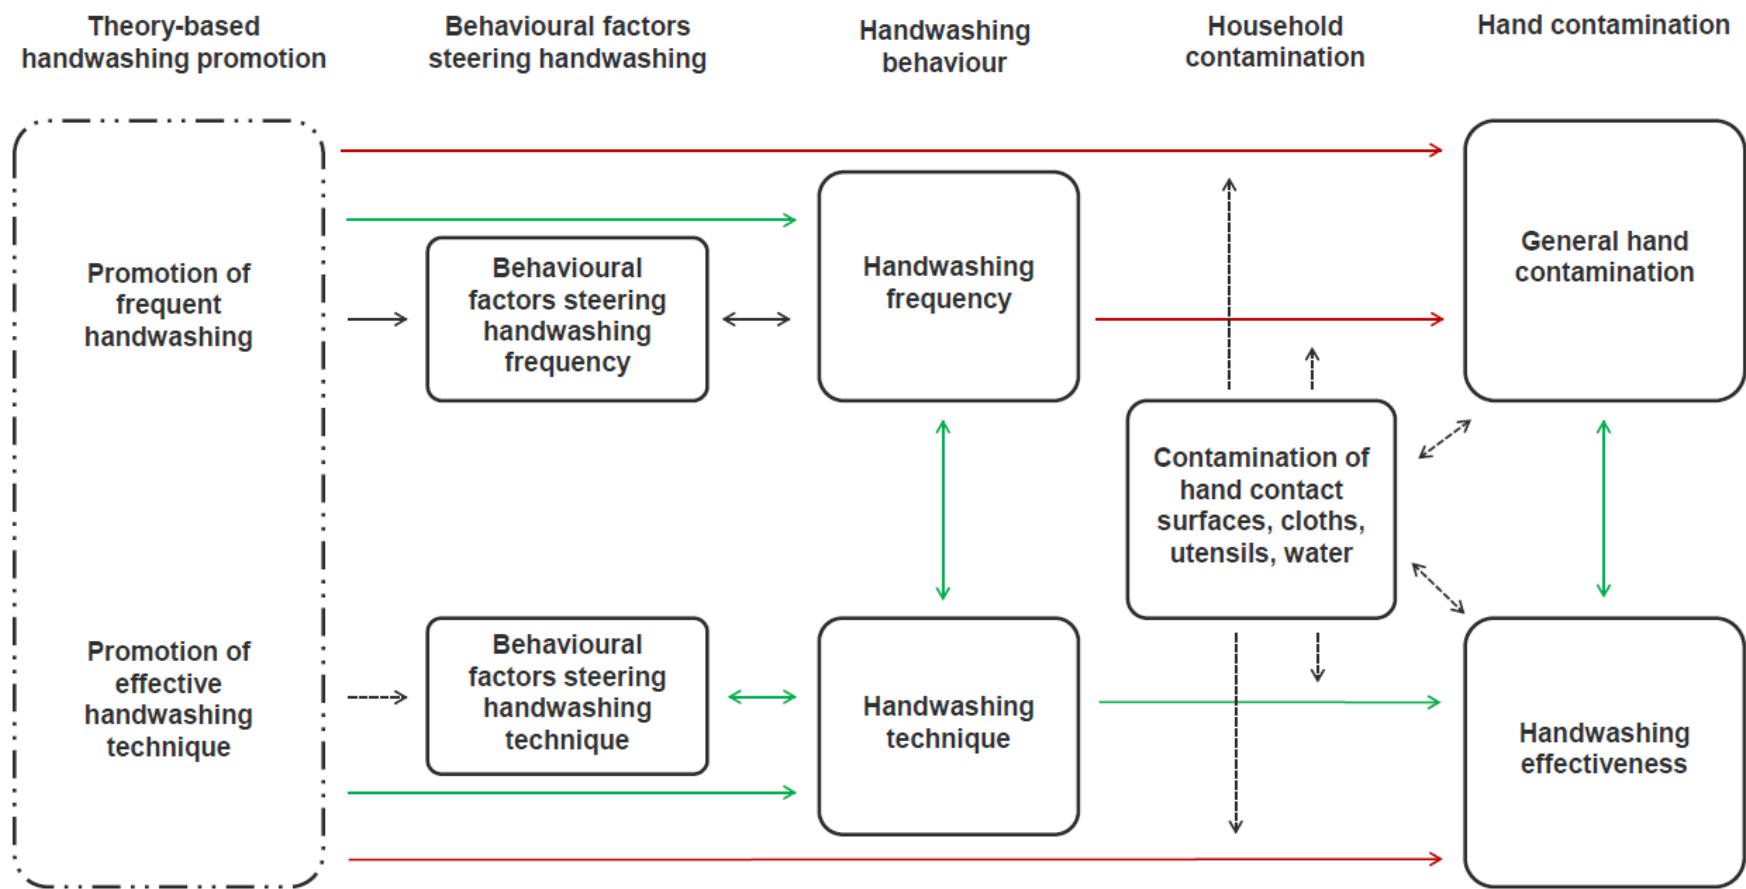 Theory-based
handwashing promotion
Behavioural factors
steering handwashing
Handwashing
behaviour
Household
contamination
Hand contamination
Promotion of
frequent
handwashing
Behavioural
factors steering
handwashing
frequency
Handwashing
frequency
General hand
contamination
Contamination of
hand contact
surfaces, cloths,
utensils, water
Promotion of
effective
handwashing
technique
Behavioural
factors steering
handwashing
technique
Handwashing
technique
Handwashing
effectiveness